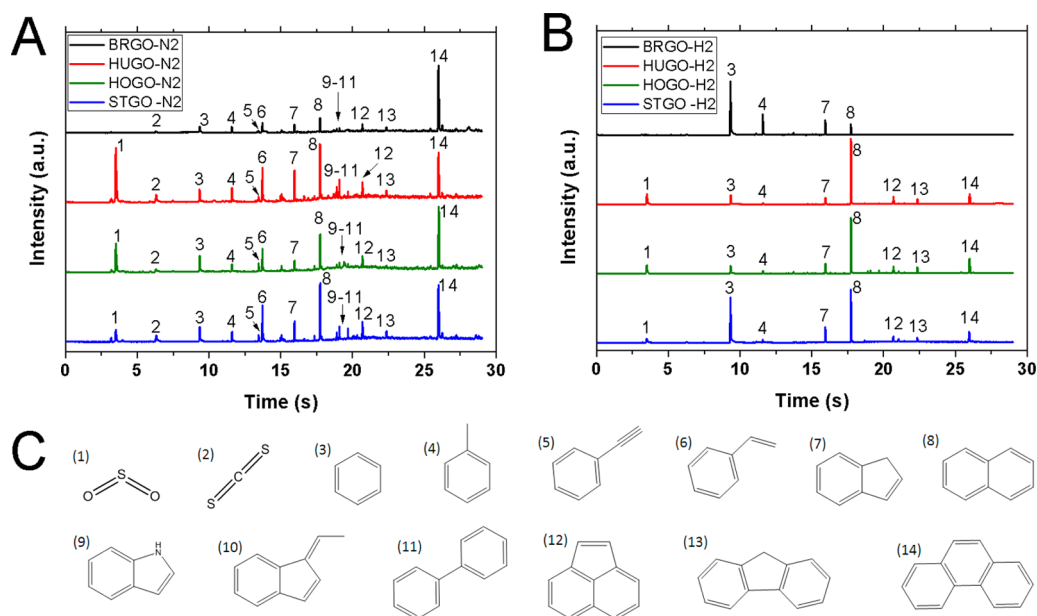 A
Intensity (a.u.)
BRGO-N2
HUGO-N2
HOGO-N2
STGO -N2
2 3 4 5 6 7 8 9-11 12 13 14
1 2 3 4 5 6 7 8 9-11 12 13 14
1 2 3 4 5 6 7 8 9-11 12 13 14
1 2 3 4 5 6 7 8 9-11 12 13 14
0 5 10 15 20 25 30
Time (s)
B
Intensity (a.u.)
BRGO-H2
HUGO-H2
HOGO-H2
STGO -H2
3 4 7 8
1 3 4 7 8 12 13 14
1 3 4 7 8 12 13 14
1 3 4 7 8 12 13 14
0 5 10 15 20 25 30
Time (s)
C
(1) (2) (3) (4) (5) (6) (7) (8)
S
O O
S
C
S
(9) (10) (11) (12) (13) (14)
H
N